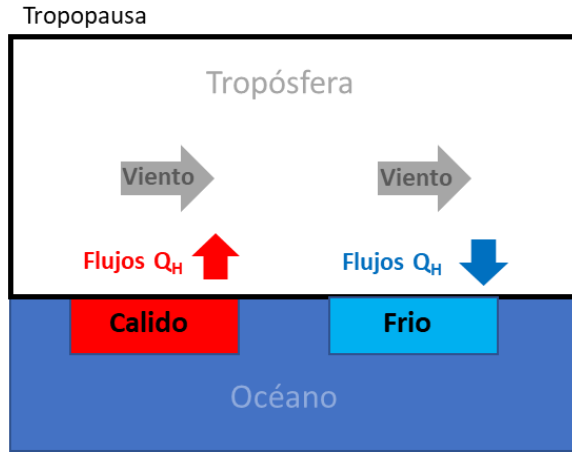 Tropopausa
Tropósfera
Viento Viento
Flujos QH Flujos QH
Calido Frio
Océano